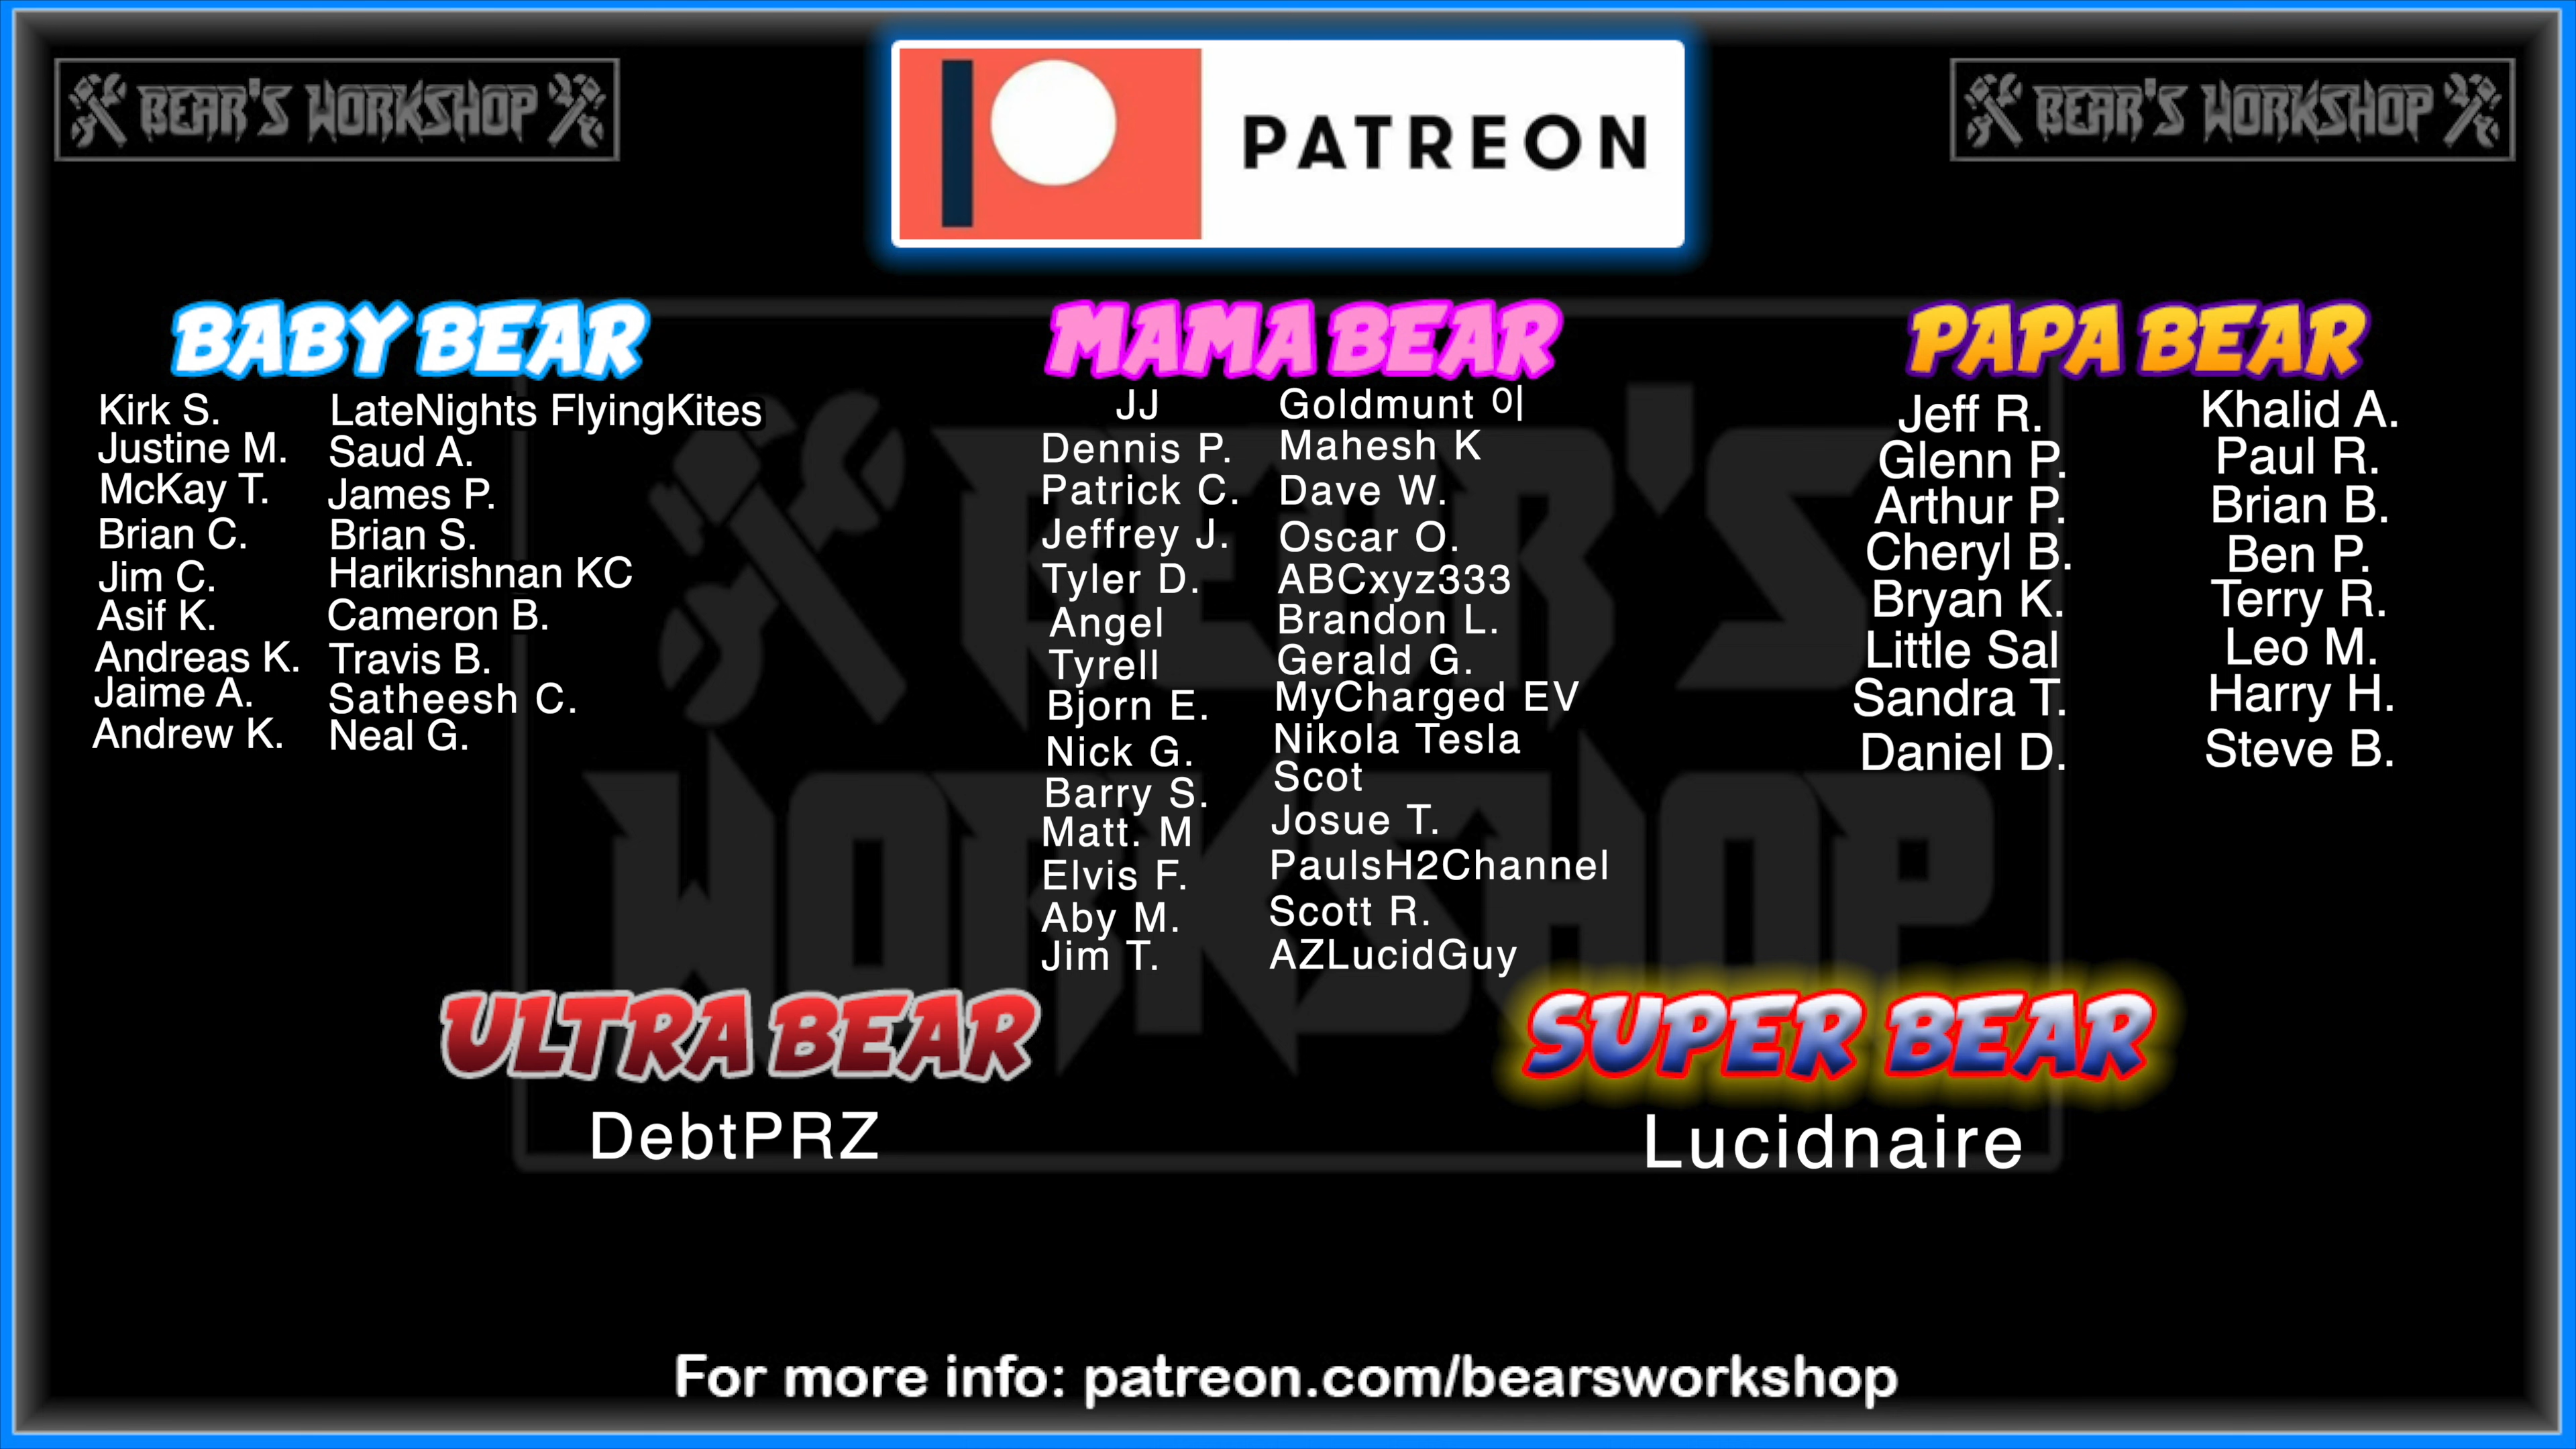 BEAR'S WORKSHOP
PATREON
BEAR'S WORKSHOP
BABY BEAR
Kirk S.
Justine M.
McKay T.
Brian C.
Jim C.
Asif K.
Andreas K.
Jaime A.
Andrew K.
LateNights FlyingKites
Saud A.
James P.
Brian S.
Harikrishnan KC
Cameron B.
Travis B.
Satheesh C.
Neal G.
MAMA BEAR
JJ
Dennis P.
Patrick C.
Jeffrey J.
Tyler D.
Angel
Tyrell
Bjorn E.
Nick G.
Barry S.
Matt. M
Elvis F.
Aby M.
Jim T.
Goldmunt 이
Mahesh K
Dave W.
Oscar O.
ABCxyz333
Brandon L.
Gerald G.
MyCharged EV
Nikola Tesla
Scot
Josue T.
PaulsH2Channel
Scott R.
AZLucidGuy
PAPA BEAR
Jeff R.
Glenn P.
Arthur P.
Cheryl B.
Bryan K.
Little Sal
Sandra T.
Daniel D.
Khalid A.
Paul R.
Brian B.
Ben P.
Terry R.
Leo M.
Harry H.
Steve B.
BEAR'S
WORKSHOP
ULTRA BEAR
DebtPRZ
SUPER BEAR
Lucidnaire
For more info: patreon.com/bearsworkshop